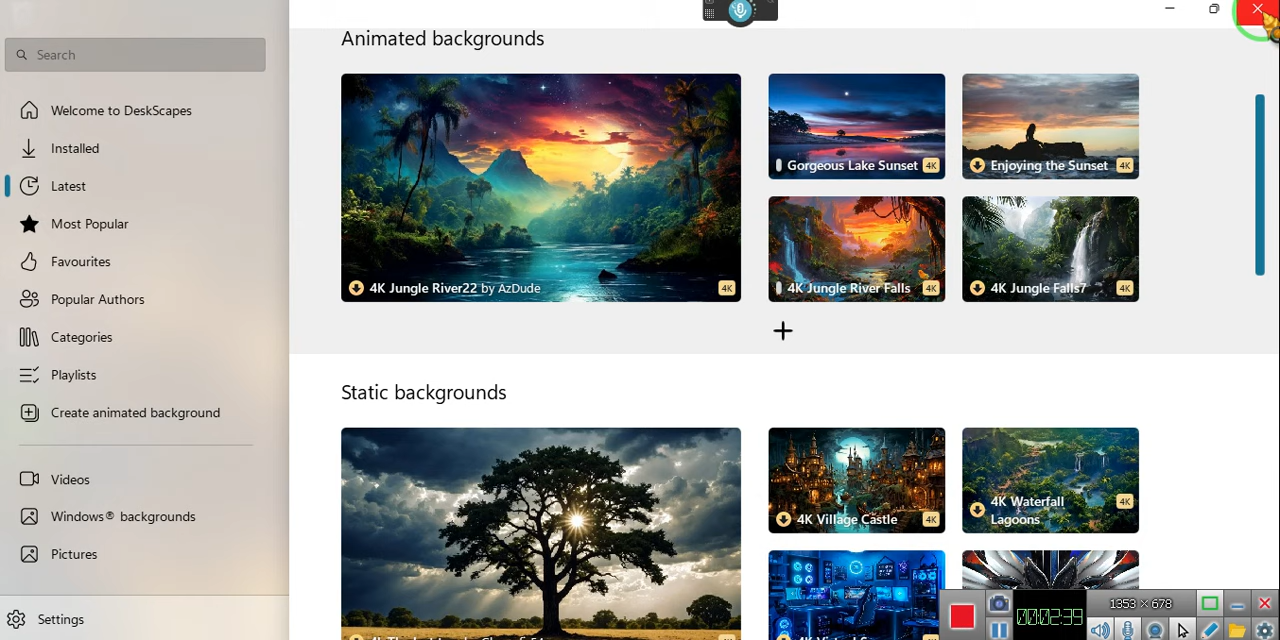 Search
Welcome to DeskScapes
Installed
Latest
Most Popular
Favourites
Popular Authors
Categories
Playlists
Create animated background
Videos
Windows® backgrounds
Pictures
Settings
Animated backgrounds
4K Jungle River22 by AzDude
4K
Gorgeous Lake Sunset
4K
Enjoying the Sunset
4K
4K Jungle River Falls
4K
4K Jungle Falls7
4K
Static backgrounds
4K Village Castle
4K
4K Waterfall
Lagoons
4K
1353 x 678
00:02:39